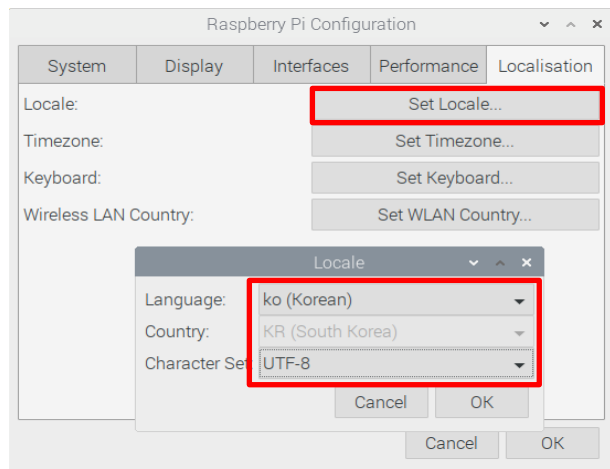 Raspberry Pi Configuration
System Display Interfaces Performance Localisation
Locale: Set Locale...
Timezone: Set Timezone...
Keyboard: Set Keyboard...
Wireless LAN Country: Set WLAN Country...
Locale
Language: ko (Korean)
Country: KR (South Korea)
Character Set: UTF-8
Cancel OK
Cancel OK